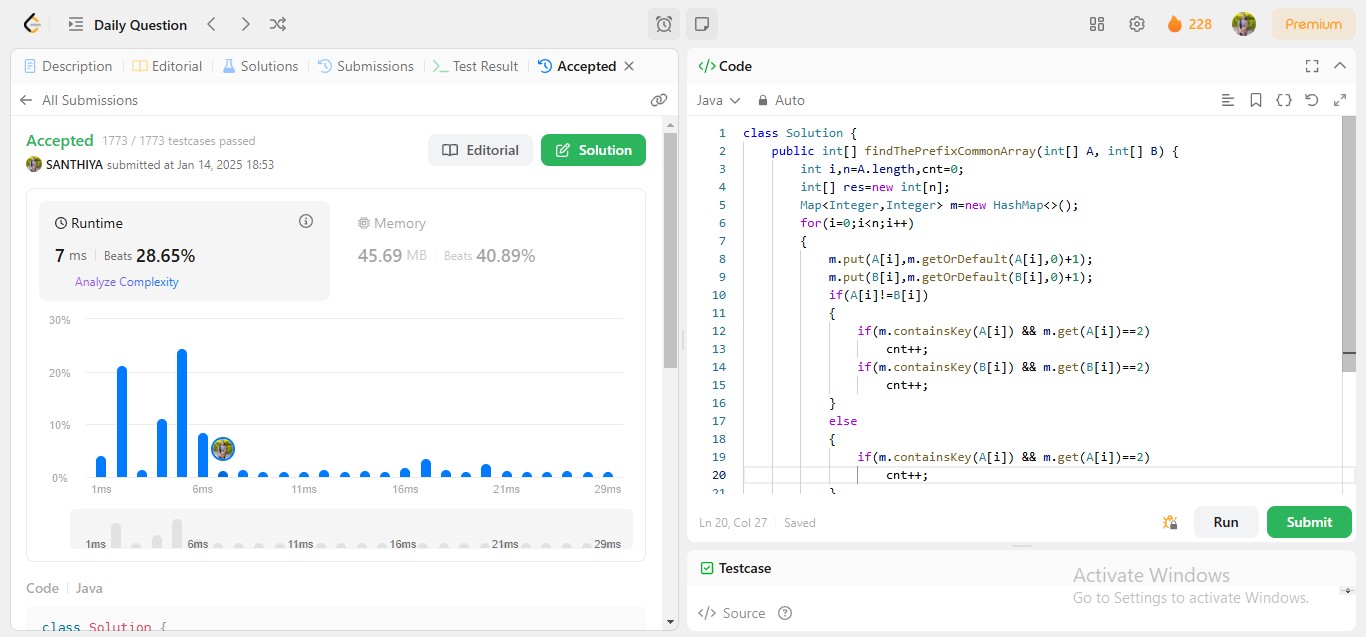 Daily Question
228
Premium
Description
Editorial
Solutions
Submissions
Test Result
Accepted
All Submissions
Accepted 1773 / 1773 testcases passed
SANTHIYA submitted at Jan 14, 2025 18:53
Editorial
Solution
Runtime
7 ms Beats 28.65%
Analyze Complexity
Memory
45.69 MB Beats 40.89%
30%
20%
10%
0%
1ms 6ms 11ms 16ms 21ms 29ms
1ms 6ms 11ms 16ms 21ms 29ms
Code Java
class Solution {
</> Code
Java Auto
1 class Solution {
2 public int[] findThePrefixCommonArray(int[] A, int[] B) {
3 int i,n=A.length,cnt=0;
4 int[] res=new int[n];
5 Map<Integer,Integer> m=new HashMap<>();
6 for(i=0;i<n;i++)
7 {
8 m.put(A[i],m.getOrDefault(A[i],0)+1);
9 m.put(B[i],m.getOrDefault(B[i],0)+1);
10 if(A[i]!=B[i])
11 {
12 if(m.containsKey(A[i]) && m.get(A[i])==2)
13 cnt++;
14 if(m.containsKey(B[i]) && m.get(B[i])==2)
15 cnt++;
16 }
17 else
18 {
19 if(m.containsKey(A[i]) && m.get(A[i])==2)
20 cnt++;
21 }
Ln 20, Col 27 Saved
Run
Submit
Testcase
</> Source
Activate Windows
Go to Settings to activate Windows.